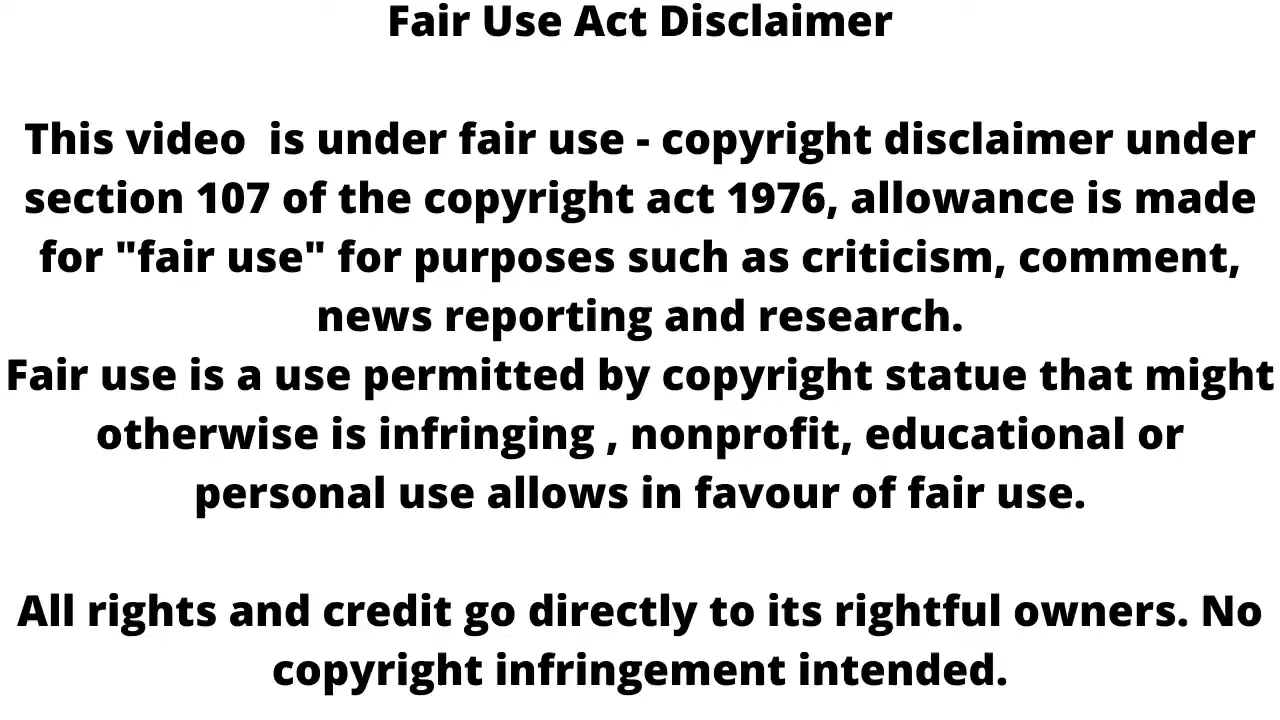 Fair Use Act Disclaimer
This video  is under fair use - copyright disclaimer under
section 107 of the copyright act 1976, allowance is made
for "fair use" for purposes such as criticism, comment,
news reporting and research.
Fair use is a use permitted by copyright statue that might
otherwise is infringing , nonprofit, educational or
personal use allows in favour of fair use.
All rights and credit go directly to its rightful owners. No
copyright infringement intended.